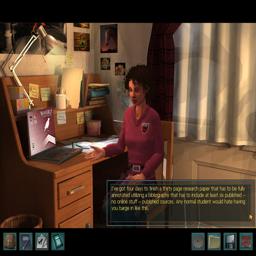 I've got four days to finish a thirty page research paper that has to be fully
annotated utilizing a bibliography that has to include at least six published --
no online stuff -- published sources. Any normal student would hate having
you barge in like this.